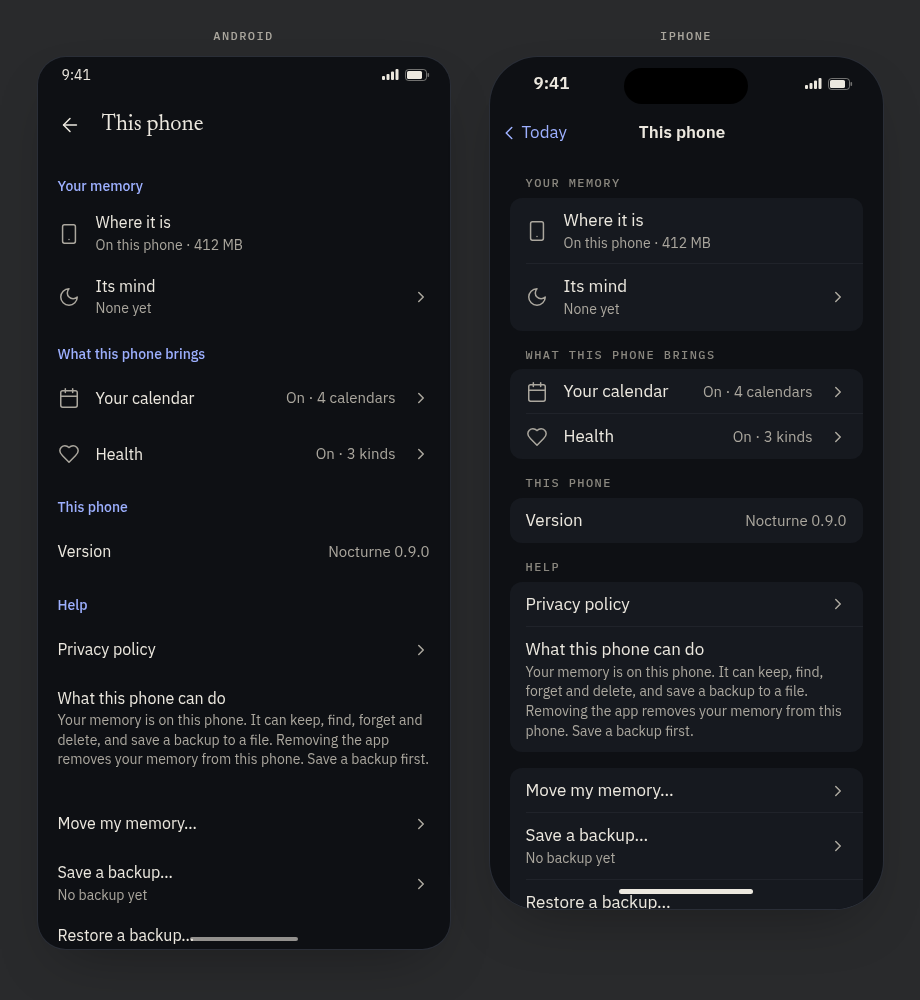 ANDROID
9:41
This phone
Your memory
Where it is
On this phone · 412 MB
Its mind
None yet
What this phone brings
Your calendar On · 4 calendars
Health On · 3 kinds
This phone
Version Nocturne 0.9.0
Help
Privacy policy
What this phone can do
Your memory is on this phone. It can keep, find, forget and
delete, and save a backup to a file. Removing the app
removes your memory from this phone. Save a backup first.
Move my memory…
Save a backup…
No backup yet
Restore a backup…
IPHONE
9:41
Today This phone
YOUR MEMORY
Where it is
On this phone · 412 MB
Its mind
None yet
WHAT THIS PHONE BRINGS
Your calendar On · 4 calendars
Health On · 3 kinds
THIS PHONE
Version Nocturne 0.9.0
HELP
Privacy policy
What this phone can do
Your memory is on this phone. It can keep, find,
forget and delete, and save a backup to a file.
Removing the app removes your memory from this
phone. Save a backup first.
Move my memory…
Save a backup…
No backup yet
Restore a backup…